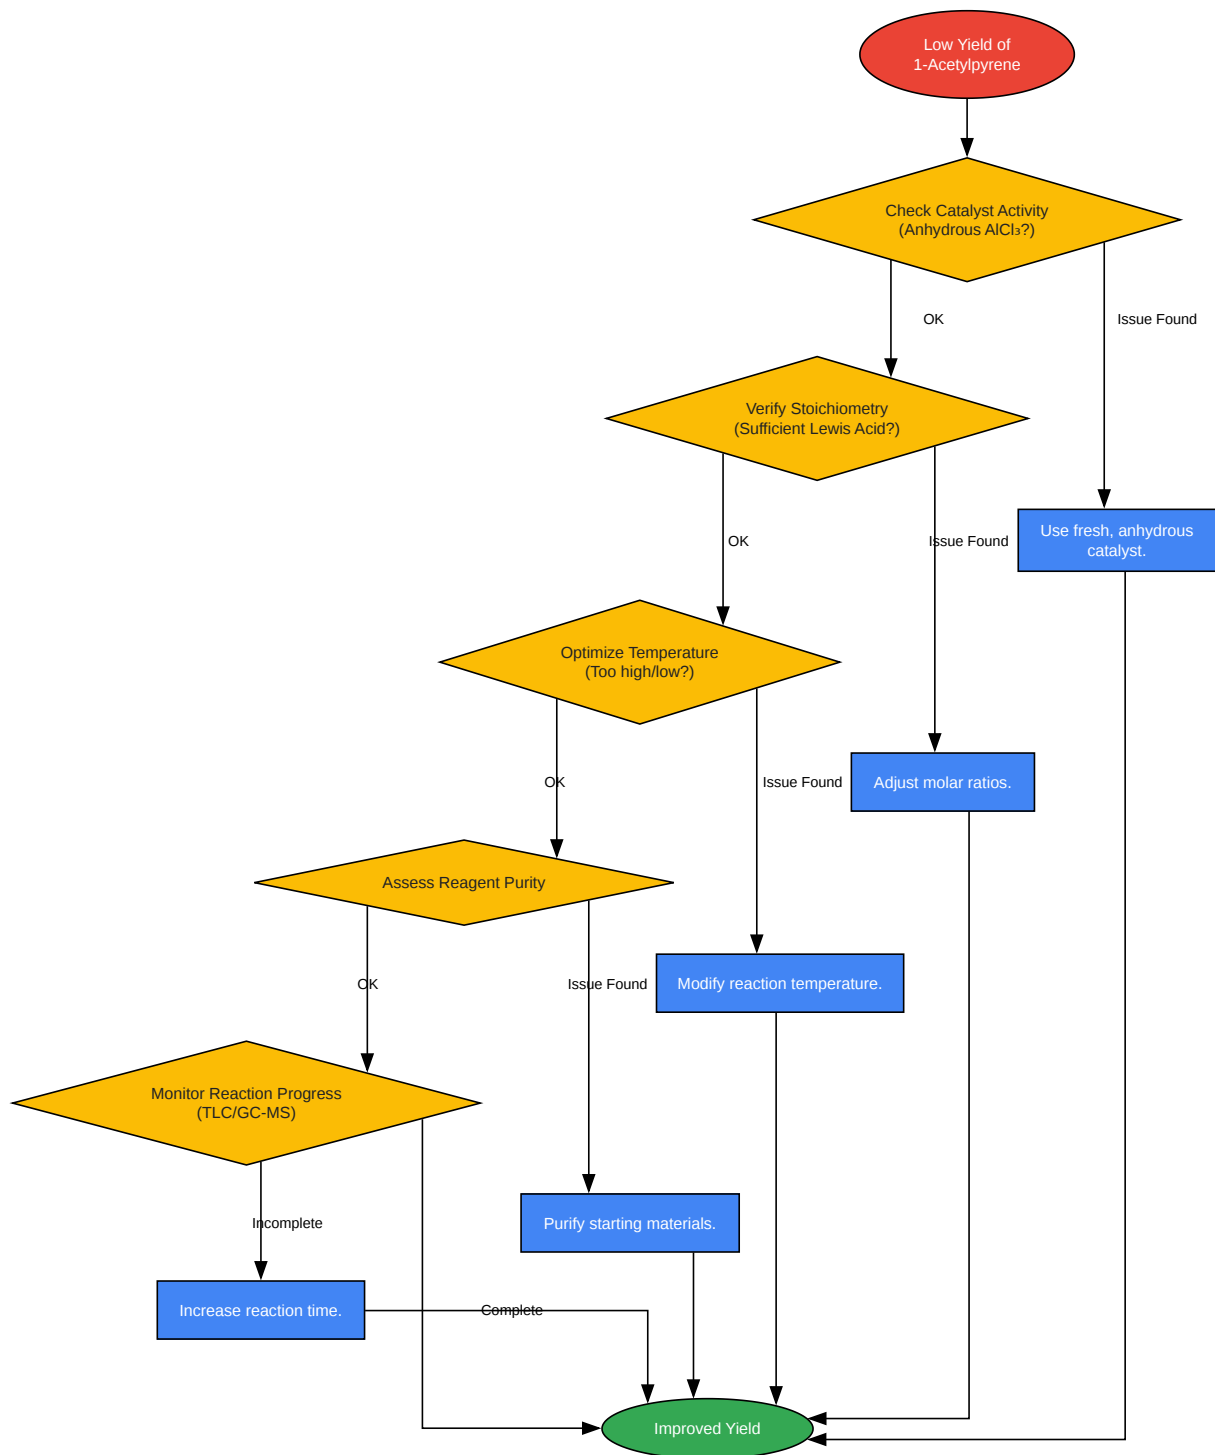 Low Yield of
1-Acetylpyrene
Check Catalyst Activity
(Anhydrous AlCl₃?)
OK
Issue Found
Verify Stoichiometry
(Sufficient Lewis Acid?)
OK
Issue Found
Use fresh, anhydrous
catalyst.
Optimize Temperature
(Too high/low?)
OK
Issue Found
Adjust molar ratios.
Assess Reagent Purity
OK
Issue Found
Modify reaction temperature.
Monitor Reaction Progress
(TLC/GC-MS)
Incomplete
Purify starting materials.
Increase reaction time.
Complete
Improved Yield